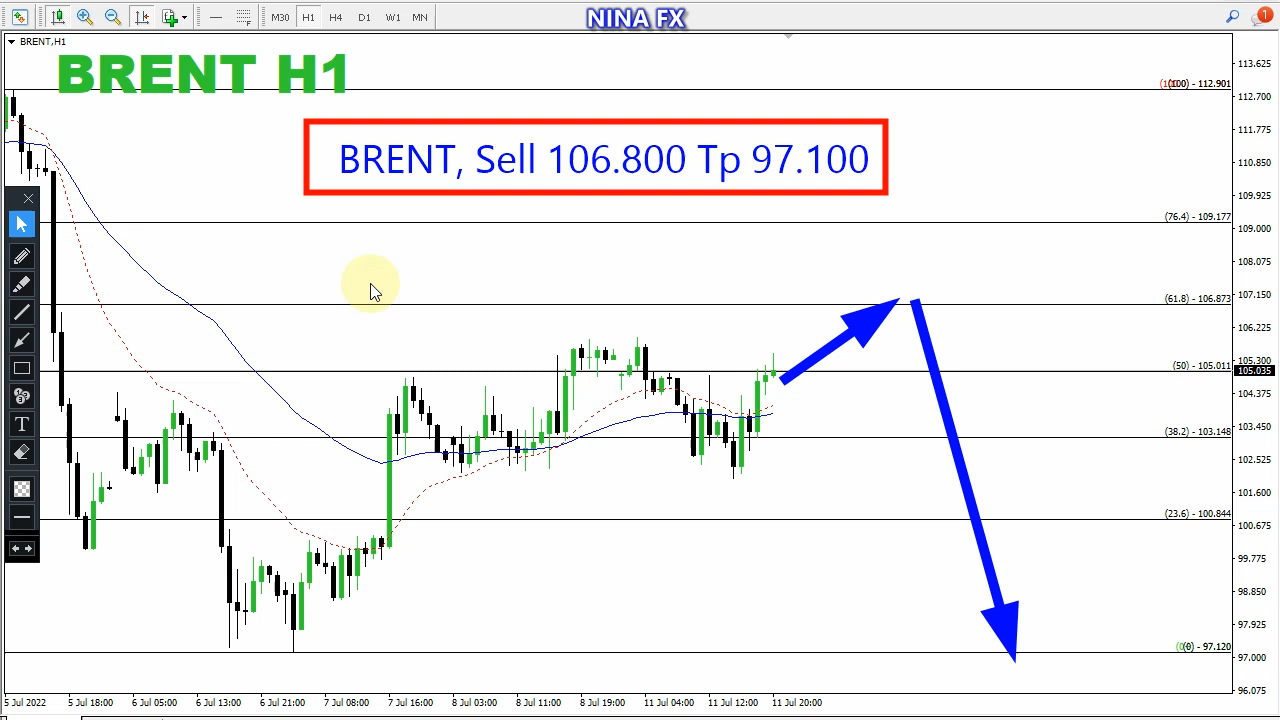 M30 H1 H4 D1 W1 MN
NINA FX
1
BRENT,H1
BRENT H1
BRENT, Sell 106.800 Tp 97.100
(100) - 112.901
(76.4) - 109.177
(61.8) - 106.873
(50) - 105.011
(38.2) - 103.148
(23.6) - 100.844
(0) - 97.120
113.625
112.700
111.775
110.850
109.925
109.000
108.075
107.150
106.225
105.300
105.035
104.375
103.450
102.525
101.600
100.675
99.775
98.850
97.925
97.000
96.075
T
5 Jul 2022
5 Jul 18:00
6 Jul 05:00
6 Jul 13:00
6 Jul 21:00
7 Jul 08:00
7 Jul 16:00
8 Jul 03:00
8 Jul 11:00
8 Jul 19:00
11 Jul 04:00
11 Jul 12:00
11 Jul 20:00